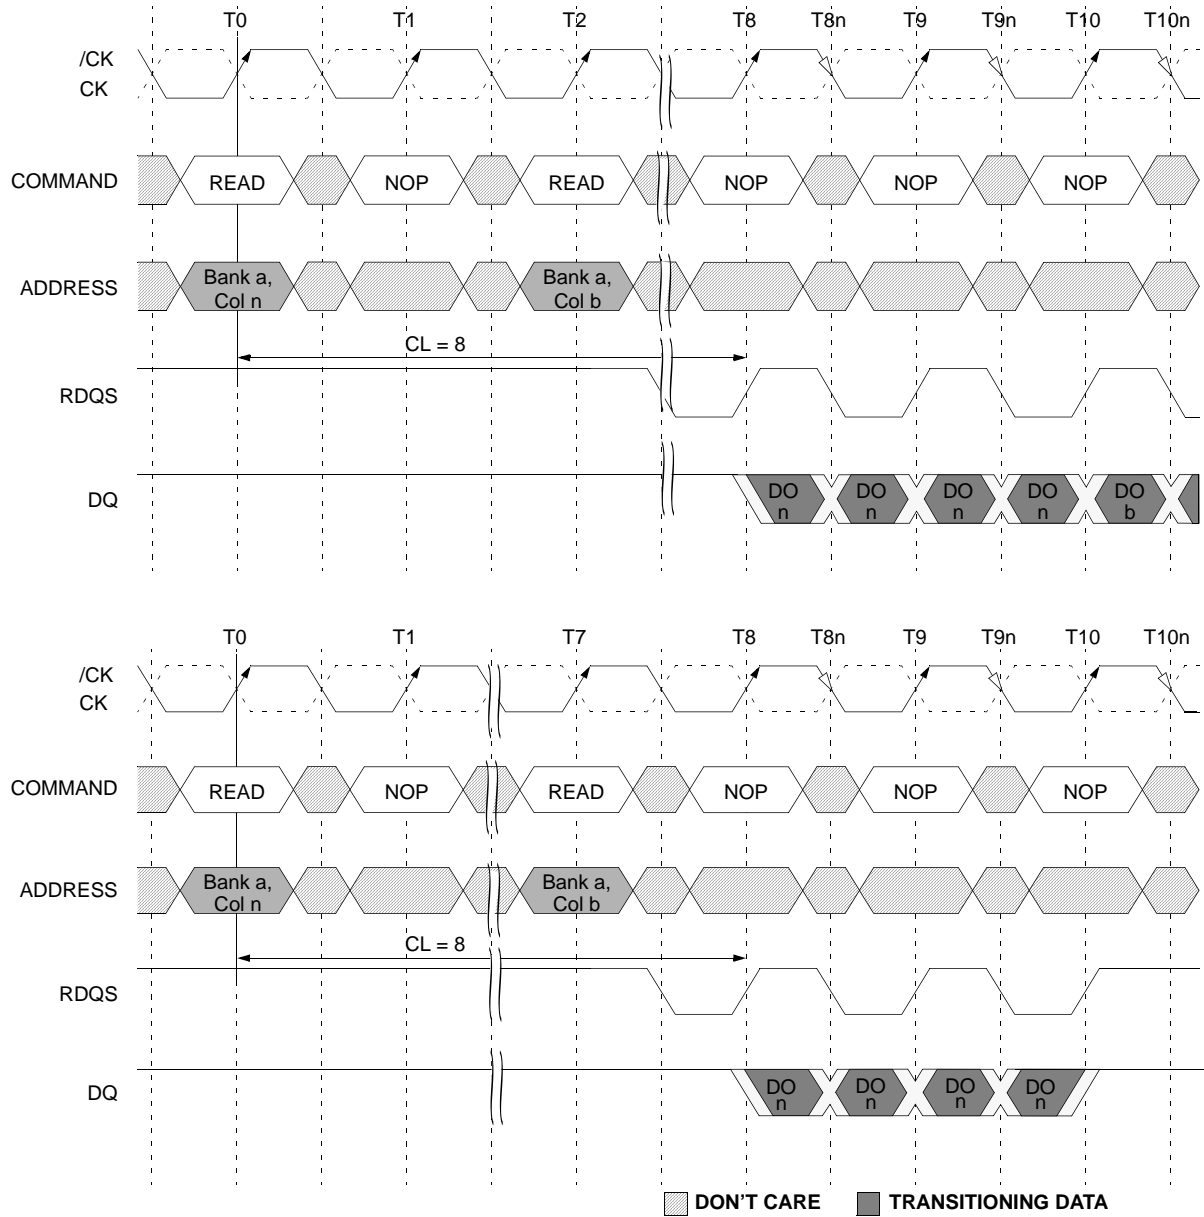 T0 T1 T2 T8 T8n T9 T9n T10 T10n
/CK
CK
COMMAND READ NOP READ NOP NOP NOP
ADDRESS Bank a, Col n Bank a, Col b
CL = 8
RDQS
DQ DO n DO n DO n DO n DO b
T0 T1 T7 T8 T8n T9 T9n T10 T10n
/CK
CK
COMMAND READ NOP READ NOP NOP NOP
ADDRESS Bank a, Col n Bank a, Col b
CL = 8
RDQS
DQ DO n DO n DO n DO n
DON'T CARE TRANSITIONING DATA